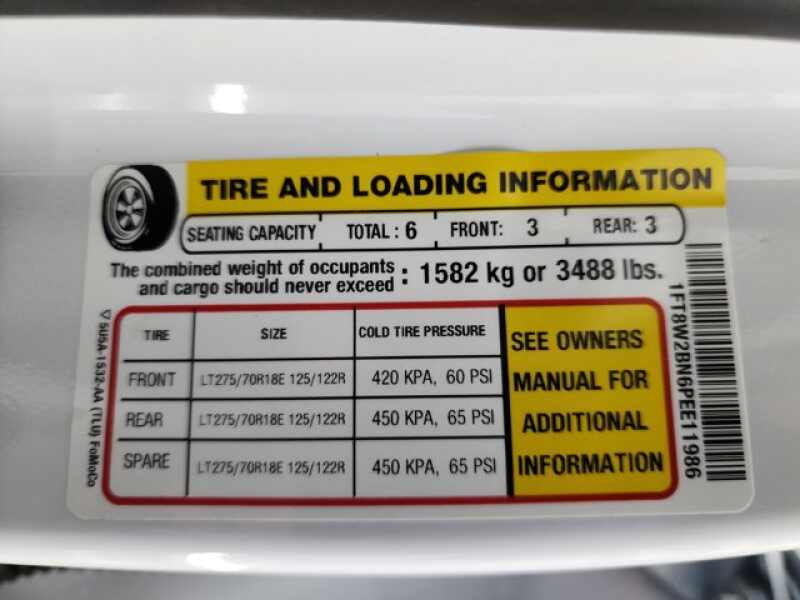 TIRE AND LOADING INFORMATION
SEATING CAPACITY TOTAL : 6 FRONT: 3 REAR: 3
The combined weight of occupants
and cargo should never exceed : 1582 kg or 3488 lbs.
TIRE SIZE COLD TIRE PRESSURE
FRONT LT275/70R18E 125/122R 420 KPA, 60 PSI
REAR LT275/70R18E 125/122R 450 KPA, 65 PSI
SPARE LT275/70R18E 125/122R 450 KPA, 65 PSI
SEE OWNERS
MANUAL FOR
ADDITIONAL
INFORMATION
1FT8W2BN6PEE11986
▽ 5U5A-1532-AA (TLU) FoMoCo